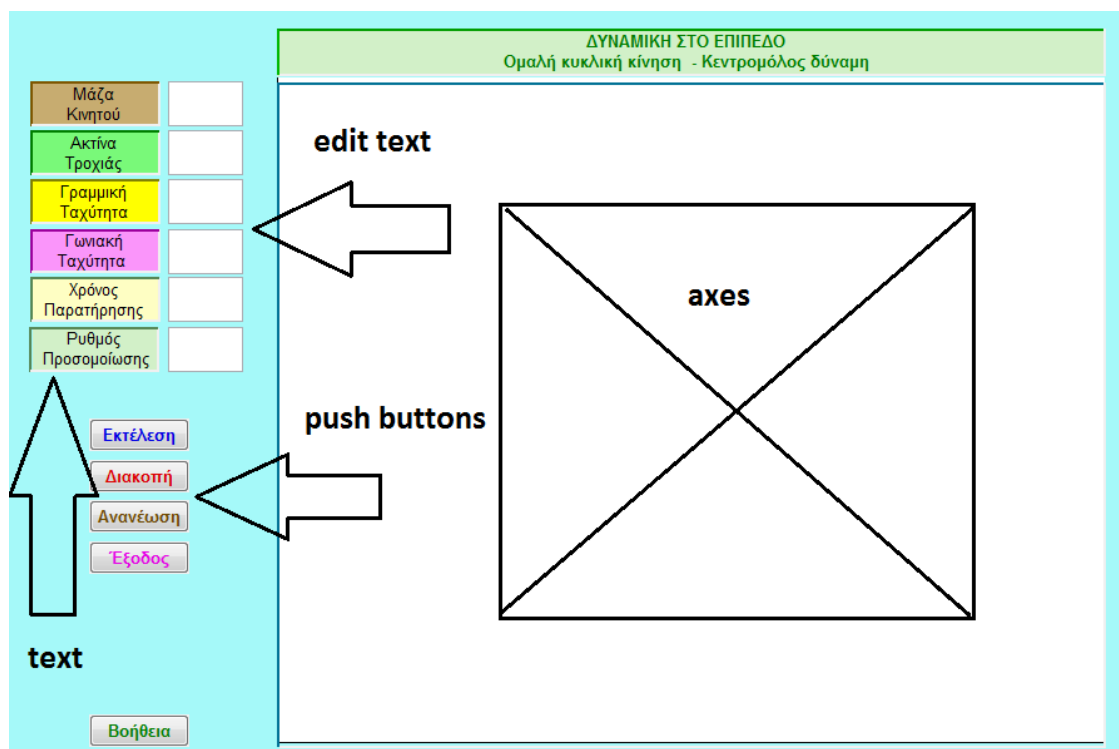 ΔΥΝΑΜΙΚΗ ΣΤΟ ΕΠΙΠΕΔΟ
Ομαλή κυκλική κίνηση - Κεντρομόλος δύναμη
Μάζα
Κινητού
Ακτίνα
Τροχιάς
Γραμμική
Ταχύτητα
Γωνιακή
Ταχύτητα
Χρόνος
Παρατήρησης
Ρυθμός
Προσομοίωσης
edit text
axes
push buttons
Εκτέλεση
Διακοπή
Ανανέωση
Έξοδος
text
Βοήθεια